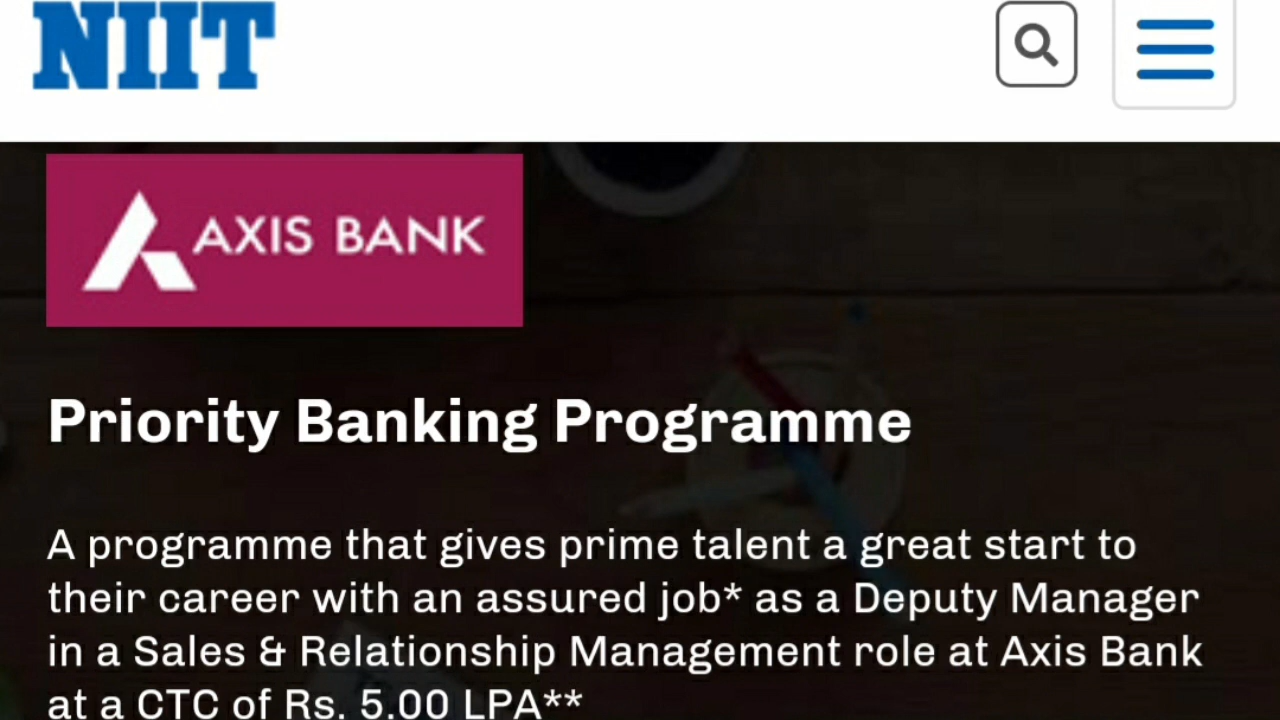 NIIT
AXIS BANK
Priority Banking Programme
A programme that gives prime talent a great start to
their career with an assured job* as a Deputy Manager
in a Sales & Relationship Management role at Axis Bank
at a CTC of Rs. 5.00 LPA**